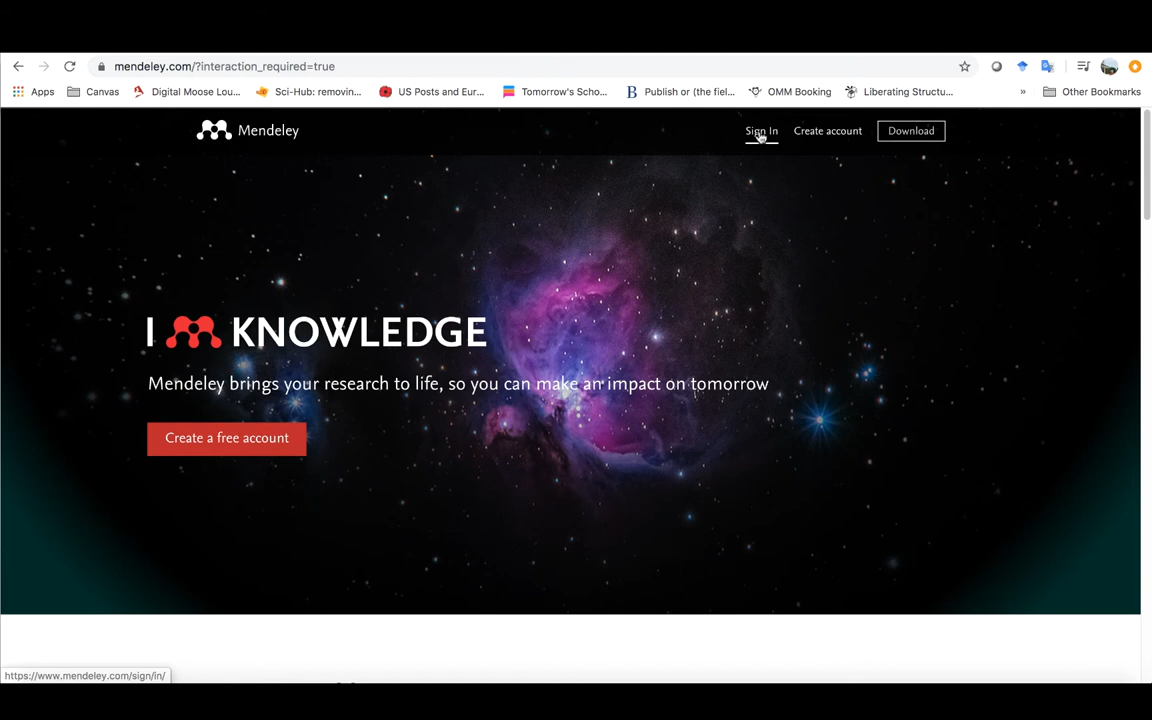 mendeley.com/?interaction_required=true
Apps Canvas Digital Moose Lou... Sci-Hub: removin... US Posts and Eur... Tomorrow's Scho... B Publish or (the fiel... OMM Booking Liberating Structu... » Other Bookmarks
Mendeley Sign In Create account Download
I KNOWLEDGE
Mendeley brings your research to life, so you can make an impact on tomorrow
Create a free account
https://www.mendeley.com/sign/in/